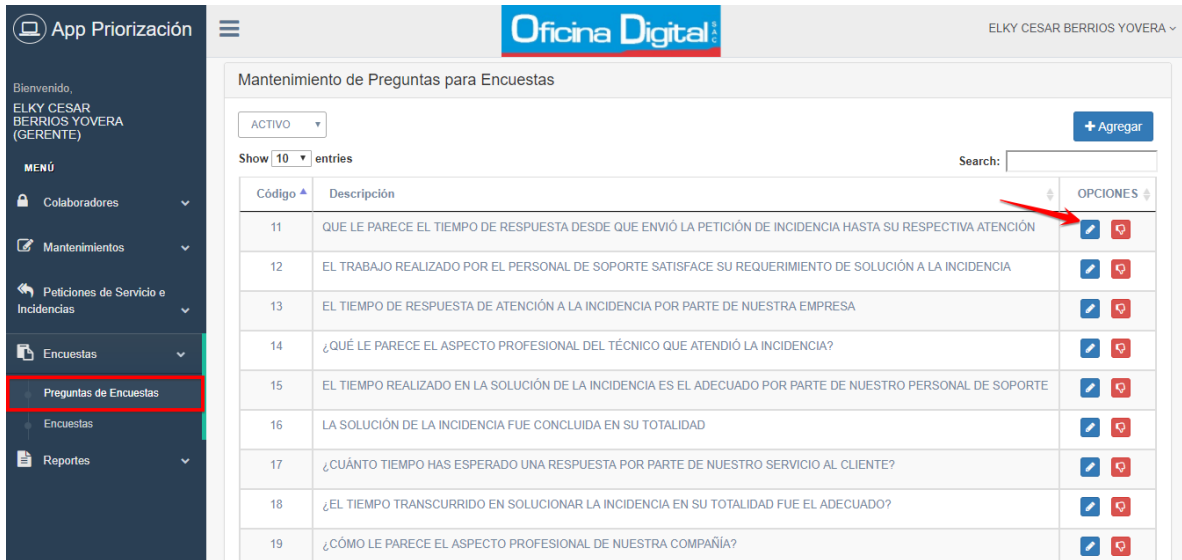 App Priorización
Oficina Digital SAC
ELKY CESAR BERRIOS YOVERA
Bienvenido,
ELKY CESAR
BERRIOS YOVERA
(GERENTE)
MENÚ
Colaboradores
Mantenimientos
Peticiones de Servicio e
Incidencias
Encuestas
Preguntas de Encuestas
Encuestas
Reportes
Mantenimiento de Preguntas para Encuestas
ACTIVO
Agregar
Show 10 entries
Search:
Código Descripción OPCIONES
11 QUE LE PARECE EL TIEMPO DE RESPUESTA DESDE QUE ENVIÓ LA PETICIÓN DE INCIDENCIA HASTA SU RESPECTIVA ATENCIÓN
12 EL TRABAJO REALIZADO POR EL PERSONAL DE SOPORTE SATISFACE SU REQUERIMIENTO DE SOLUCIÓN A LA INCIDENCIA
13 EL TIEMPO DE RESPUESTA DE ATENCIÓN A LA INCIDENCIA POR PARTE DE NUESTRA EMPRESA
14 ¿QUÉ LE PARECE EL ASPECTO PROFESIONAL DEL TÉCNICO QUE ATENDIÓ LA INCIDENCIA?
15 EL TIEMPO REALIZADO EN LA SOLUCIÓN DE LA INCIDENCIA ES EL ADECUADO POR PARTE DE NUESTRO PERSONAL DE SOPORTE
16 LA SOLUCIÓN DE LA INCIDENCIA FUE CONCLUIDA EN SU TOTALIDAD
17 ¿CUÁNTO TIEMPO HAS ESPERADO UNA RESPUESTA POR PARTE DE NUESTRO SERVICIO AL CLIENTE?
18 ¿EL TIEMPO TRANSCURRIDO EN SOLUCIONAR LA INCIDENCIA EN SU TOTALIDAD FUE EL ADECUADO?
19 ¿CÓMO LE PARECE EL ASPECTO PROFESIONAL DE NUESTRA COMPAÑÍA?